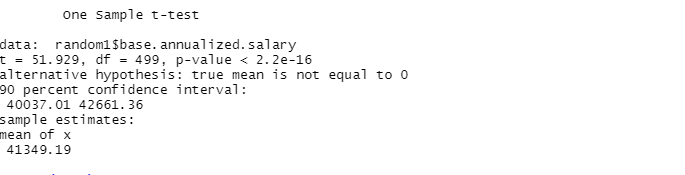 One Sample t-test
data: random1$base.annualized.salary
t = 51.929, df = 499, p-value < 2.2e-16
alternative hypothesis: true mean is not equal to 0
90 percent confidence interval:
40037.01 42661.36
sample estimates:
mean of x
41349.19